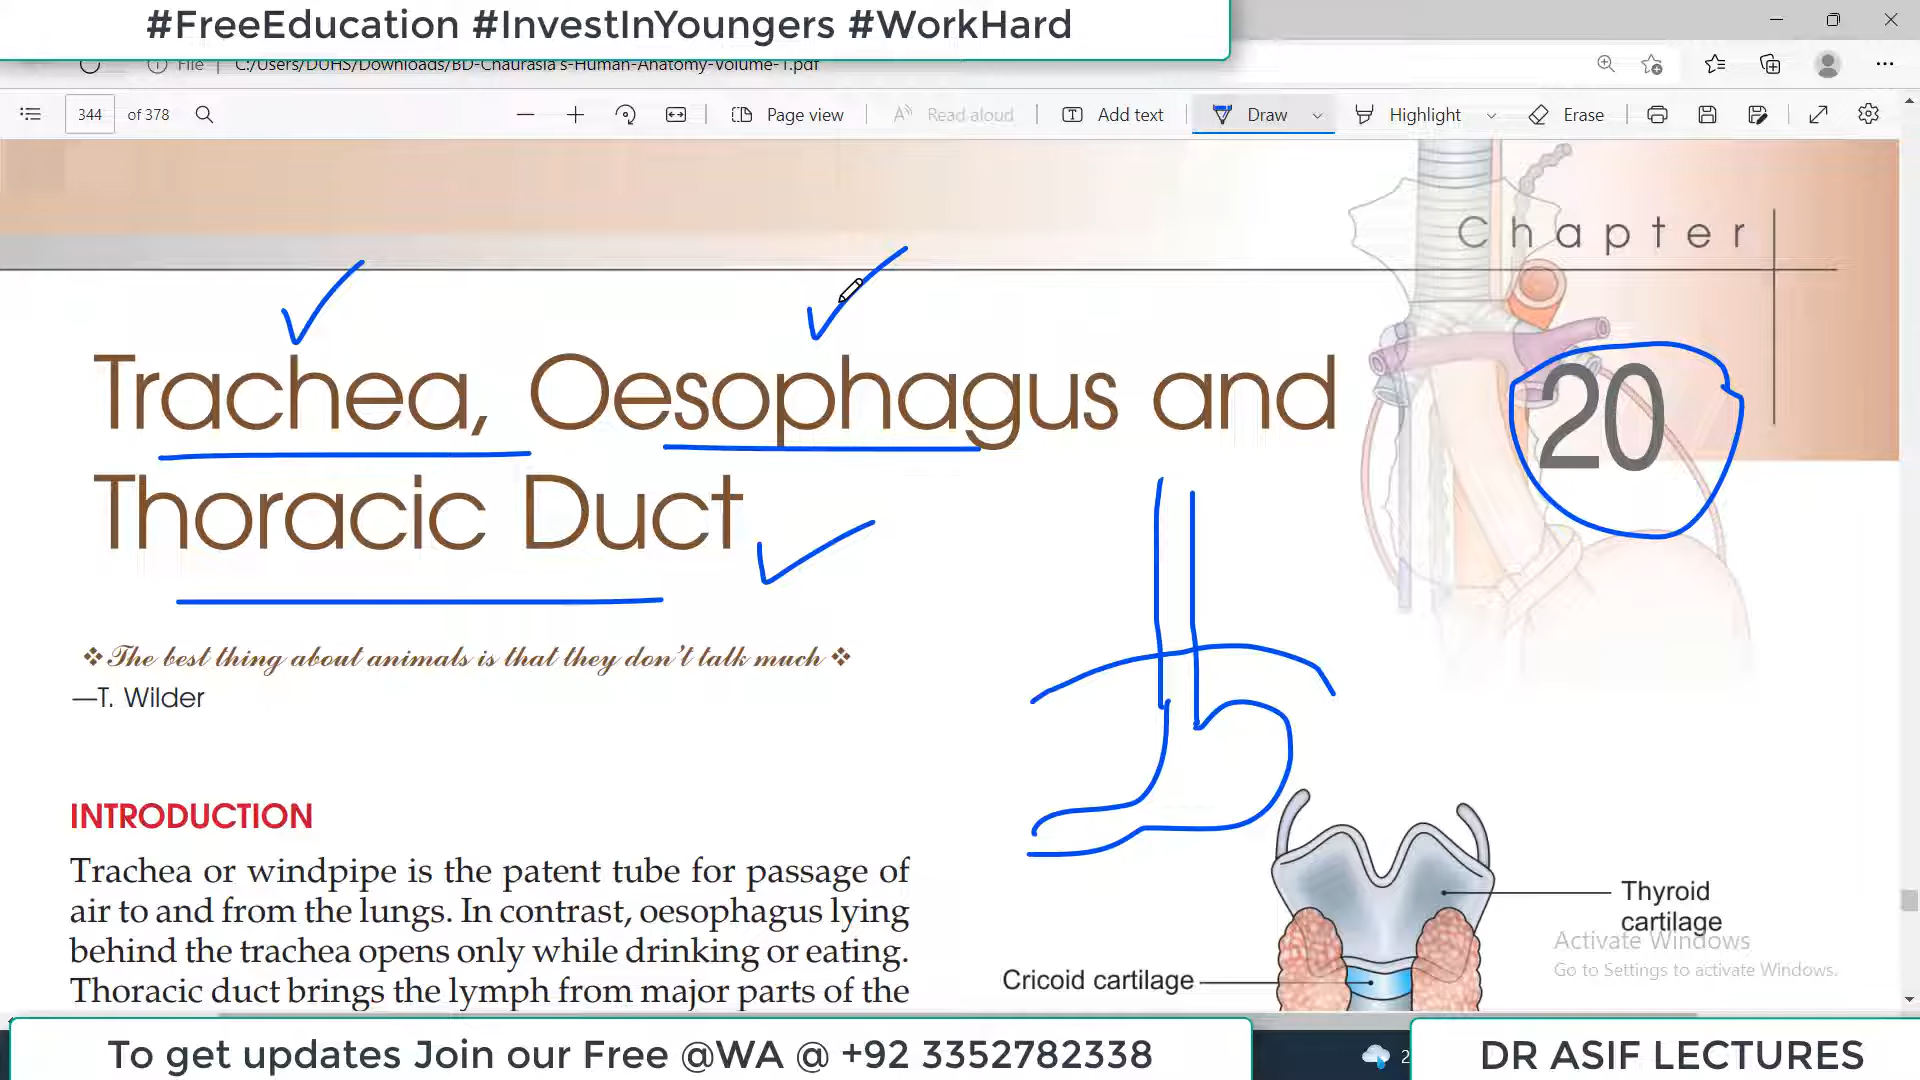 #FreeEducation #InvestInYoungers #WorkHard
File C:/Users/DUHS/Downloads/BD-Chaurasia's-Human-Anatomy-Volume-1.pdf
344 of 378 Page view Read aloud Add text Draw Highlight Erase
Chapter
20
Trachea, Oesophagus and
Thoracic Duct
❖The best thing about animals is that they don't talk much❖
—T. Wilder
INTRODUCTION
Trachea or windpipe is the patent tube for passage of
air to and from the lungs. In contrast, oesophagus lying
behind the trachea opens only while drinking or eating.
Thoracic duct brings the lymph from major parts of the
Thyroid
cartilage
Cricoid cartilage
Activate Windows
Go to Settings to activate Windows.
To get updates Join our Free @WA @ +92 3352782338
2
DR ASIF LECTURES